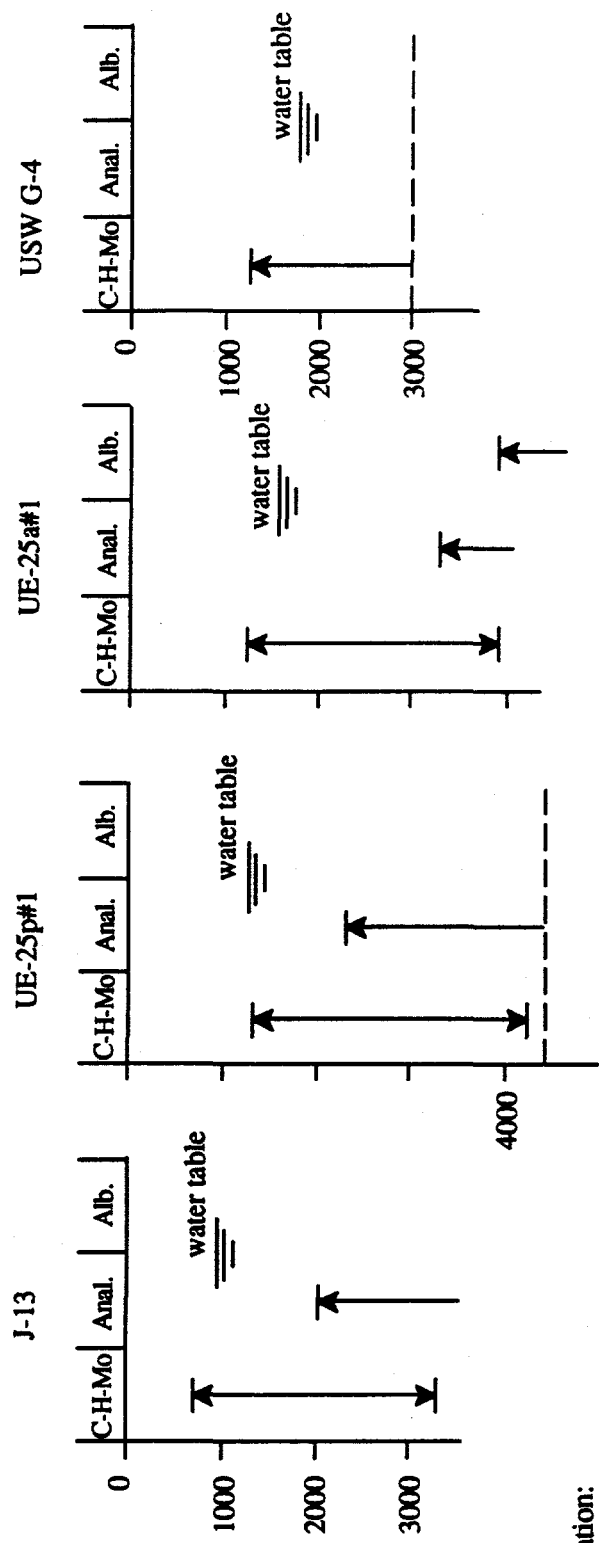 J-13
C-H-Mo Anal. Alb.
0
1000
2000
3000
water table
UE-25p#1
C-H-Mo Anal. Alb.
4000
water table
UE-25a#1
C-H-Mo Anal. Alb.
water table
USW G-4
C-H-Mo Anal. Alb.
0
1000
2000
3000
water table